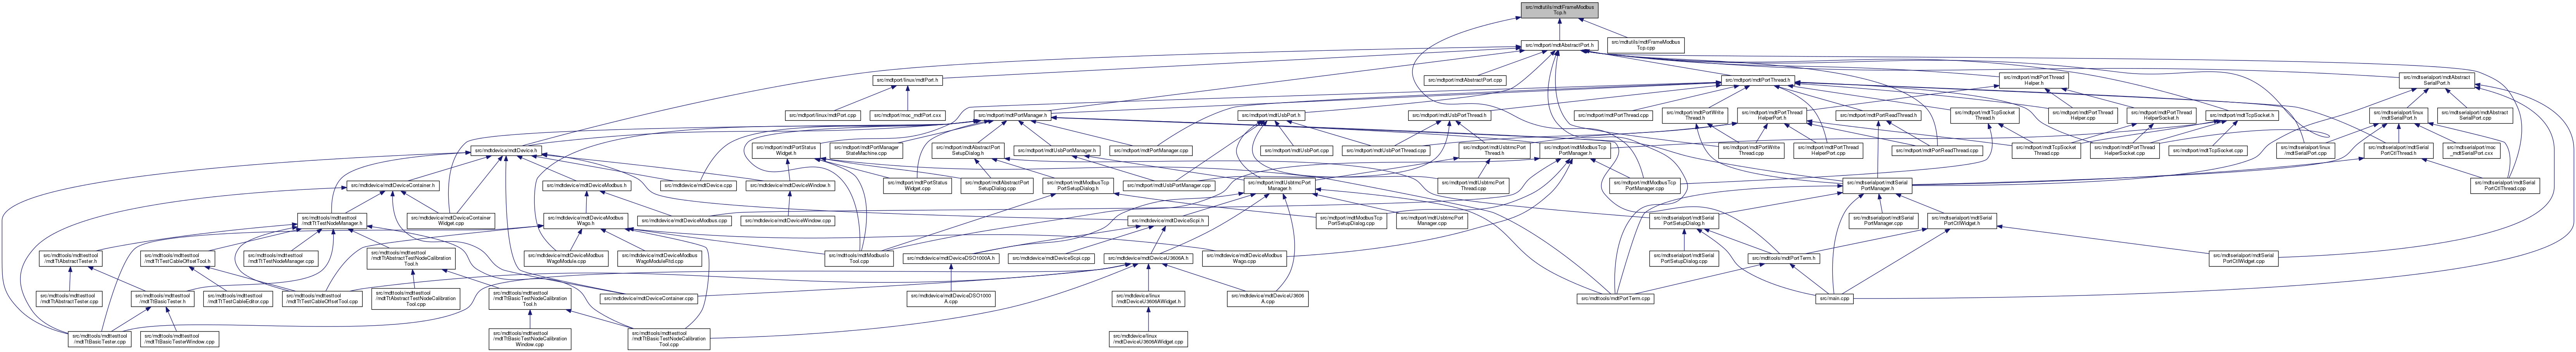 src/mdtutils/mdtFrameModbus
Tcp.h
src/mdtport/mdtAbstractPort.h
src/mdtutils/mdtFrameModbus
Tcp.cpp
src/mdtport/linux/mdtPort.h
src/mdtport/mdtAbstractPort.cpp
src/mdtport/mdtPortThread.h
src/mdtport/mdtPortThread
Helper.h
src/mdtserialport/mdtAbstract
SerialPort.h
src/mdtport/linux/mdtPort.cpp
src/mdtport/moc_mdtPort.cxx
src/mdtport/mdtPortManager.h
src/mdtport/mdtUsbPort.h
src/mdtport/mdtUsbPortThread.h
src/mdtport/mdtPortThread.cpp
src/mdtport/mdtPortWrite
Thread.h
src/mdtport/mdtPortThread
HelperPort.h
src/mdtport/mdtPortReadThread.h
src/mdtport/mdtTcpSocket
Thread.h
src/mdtport/mdtPortThread
Helper.cpp
src/mdtport/mdtPortThread
HelperSocket.h
src/mdtport/mdtTcpSocket.h
src/mdtserialport/linux
/mdtSerialPort.h
src/mdtserialport/mdtAbstract
SerialPort.cpp
src/mdtdevice/mdtDevice.h
src/mdtport/mdtPortStatus
Widget.h
src/mdtport/mdtPortManager
StateMachine.cpp
src/mdtport/mdtAbstractPort
SetupDialog.h
src/mdtport/mdtUsbPortManager.h
src/mdtport/mdtPortManager.cpp
src/mdtport/mdtUsbPort.cpp
src/mdtport/mdtUsbPortThread.cpp
src/mdtport/mdtUsbtmcPort
Thread.h
src/mdtport/mdtModbusTcp
PortManager.h
src/mdtport/mdtPortWrite
Thread.cpp
src/mdtport/mdtPortThread
HelperPort.cpp
src/mdtport/mdtPortReadThread.cpp
src/mdtport/mdtTcpSocket
Thread.cpp
src/mdtport/mdtPortThread
HelperSocket.cpp
src/mdtport/mdtTcpSocket.cpp
src/mdtserialport/linux
/mdtSerialPort.cpp
src/mdtserialport/mdtSerial
PortCtlThread.h
src/mdtserialport/moc
_mdtSerialPort.cxx
src/mdtdevice/mdtDeviceContainer.h
src/mdtdevice/mdtDeviceModbus.h
src/mdtdevice/mdtDevice.cpp
src/mdtdevice/mdtDeviceWindow.h
src/mdtport/mdtPortStatus
Widget.cpp
src/mdtport/mdtAbstractPort
SetupDialog.cpp
src/mdtport/mdtModbusTcp
PortSetupDialog.h
src/mdtport/mdtUsbPortManager.cpp
src/mdtport/mdtUsbtmcPort
Manager.h
src/mdtport/mdtUsbtmcPort
Thread.cpp
src/mdtport/mdtModbusTcp
PortManager.cpp
src/mdtserialport/mdtSerial
PortManager.h
src/mdtserialport/mdtSerial
PortCtlThread.cpp
src/mdttools/mdttesttool
/mdtTtTestNodeManager.h
src/mdtdevice/mdtDeviceContainer
Widget.cpp
src/mdtdevice/mdtDeviceModbus
Wago.h
src/mdtdevice/mdtDeviceModbus.cpp
src/mdtdevice/mdtDeviceWindow.cpp
src/mdtdevice/mdtDeviceScpi.h
src/mdtport/mdtModbusTcp
PortSetupDialog.cpp
src/mdtport/mdtUsbtmcPort
Manager.cpp
src/mdtserialport/mdtSerial
PortSetupDialog.h
src/mdtserialport/mdtSerial
PortManager.cpp
src/mdtserialport/mdtSerial
PortCtlWidget.h
src/mdttools/mdttesttool
/mdtTtAbstractTester.h
src/mdttools/mdttesttool
/mdtTtTestCableOffsetTool.h
src/mdttools/mdttesttool
/mdtTtTestNodeManager.cpp
src/mdttools/mdttesttool
/mdtTtAbstractTestNodeCalibration
Tool.h
src/mdtdevice/mdtDeviceModbus
WagoModule.cpp
src/mdtdevice/mdtDeviceModbus
WagoModuleRtd.cpp
src/mdttools/mdtModbusIo
Tool.cpp
src/mdtdevice/mdtDeviceDSO1000A.h
src/mdtdevice/mdtDeviceScpi.cpp
src/mdtdevice/mdtDeviceU3606A.h
src/mdtdevice/mdtDeviceModbus
Wago.cpp
src/mdtserialport/mdtSerial
PortSetupDialog.cpp
src/mdttools/mdtPortTerm.h
src/mdtserialport/mdtSerial
PortCtlWidget.cpp
src/mdttools/mdttesttool
/mdtTtAbstractTester.cpp
src/mdttools/mdttesttool
/mdtTtBasicTester.h
src/mdttools/mdttesttool
/mdtTtTestCableEditor.cpp
src/mdttools/mdttesttool
/mdtTtTestCableOffsetTool.cpp
src/mdttools/mdttesttool
/mdtTtAbstractTestNodeCalibration
Tool.cpp
src/mdttools/mdttesttool
/mdtTtBasicTestNodeCalibration
Tool.h
src/mdtdevice/mdtDeviceContainer.cpp
src/mdtdevice/mdtDeviceDSO1000
A.cpp
src/mdtdevice/linux
/mdtDeviceU3606AWidget.h
src/mdtdevice/mdtDeviceU3606
A.cpp
src/mdttools/mdtPortTerm.cpp
src/main.cpp
src/mdttools/mdttesttool
/mdtTtBasicTester.cpp
src/mdttools/mdttesttool
/mdtTtBasicTesterWindow.cpp
src/mdttools/mdttesttool
/mdtTtBasicTestNodeCalibration
Window.cpp
src/mdttools/mdttesttool
/mdtTtBasicTestNodeCalibration
Tool.cpp
src/mdtdevice/linux
/mdtDeviceU3606AWidget.cpp